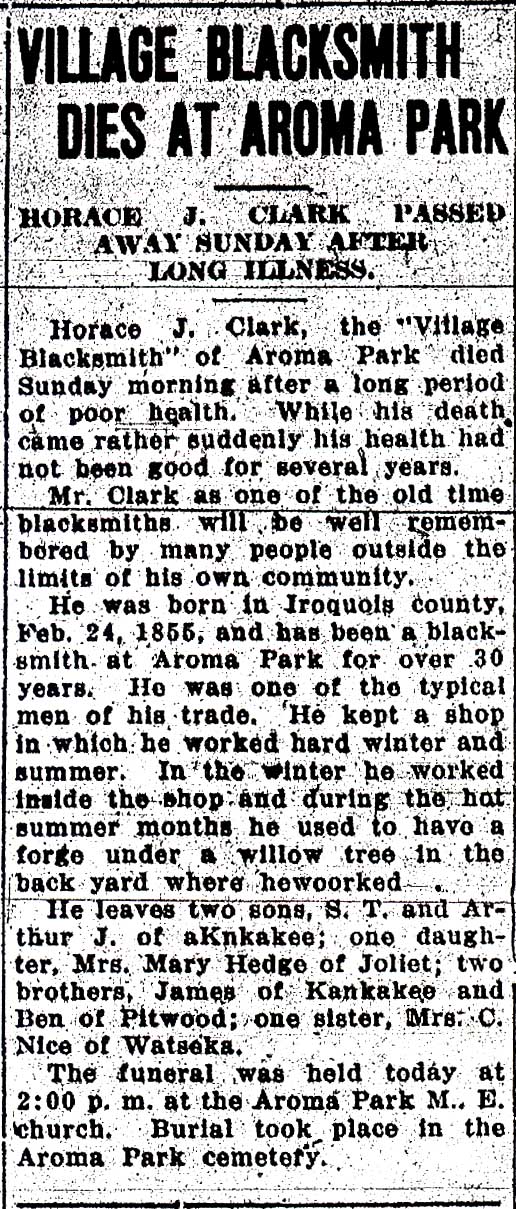 VILLAGE BLACKSMITH
DIES AT AROMA PARK
HORACE J. CLARK PASSED
AWAY SUNDAY AFTER
LONG ILLNESS.
Horace J. Clark, the "Village
Blacksmith" of Aroma Park died
Sunday morning after a long period
of poor health. While his death
came rather suddenly his health had
not been good for several years.
Mr. Clark as one of the old time
blacksmiths will be well remem-
bered by many people outside the
limits of his own community.
He was born in Iroquois county,
Feb. 24, 1855, and has been a black-
smith at Aroma Park for over 30
years. He was one of the typical
men of his trade. He kept a shop
in which he worked hard winter and
summer. In the winter he worked
inside the shop and during the hot
summer months he used to have a
forge under a willow tree in the
back yard where hewoorked .
He leaves two sons, S. T. and Ar-
thur J. of aKnkakee; one daugh-
ter, Mrs. Mary Hedge of Joliet; two
brothers, James of Kankakee and
Ben of Pitwood; one sister, Mrs. C.
Nice of Watseka.
The funeral was held today at
2:00 p. m. at the Aroma Park M. E.
church. Burial took place in the
Aroma Park cemetery.